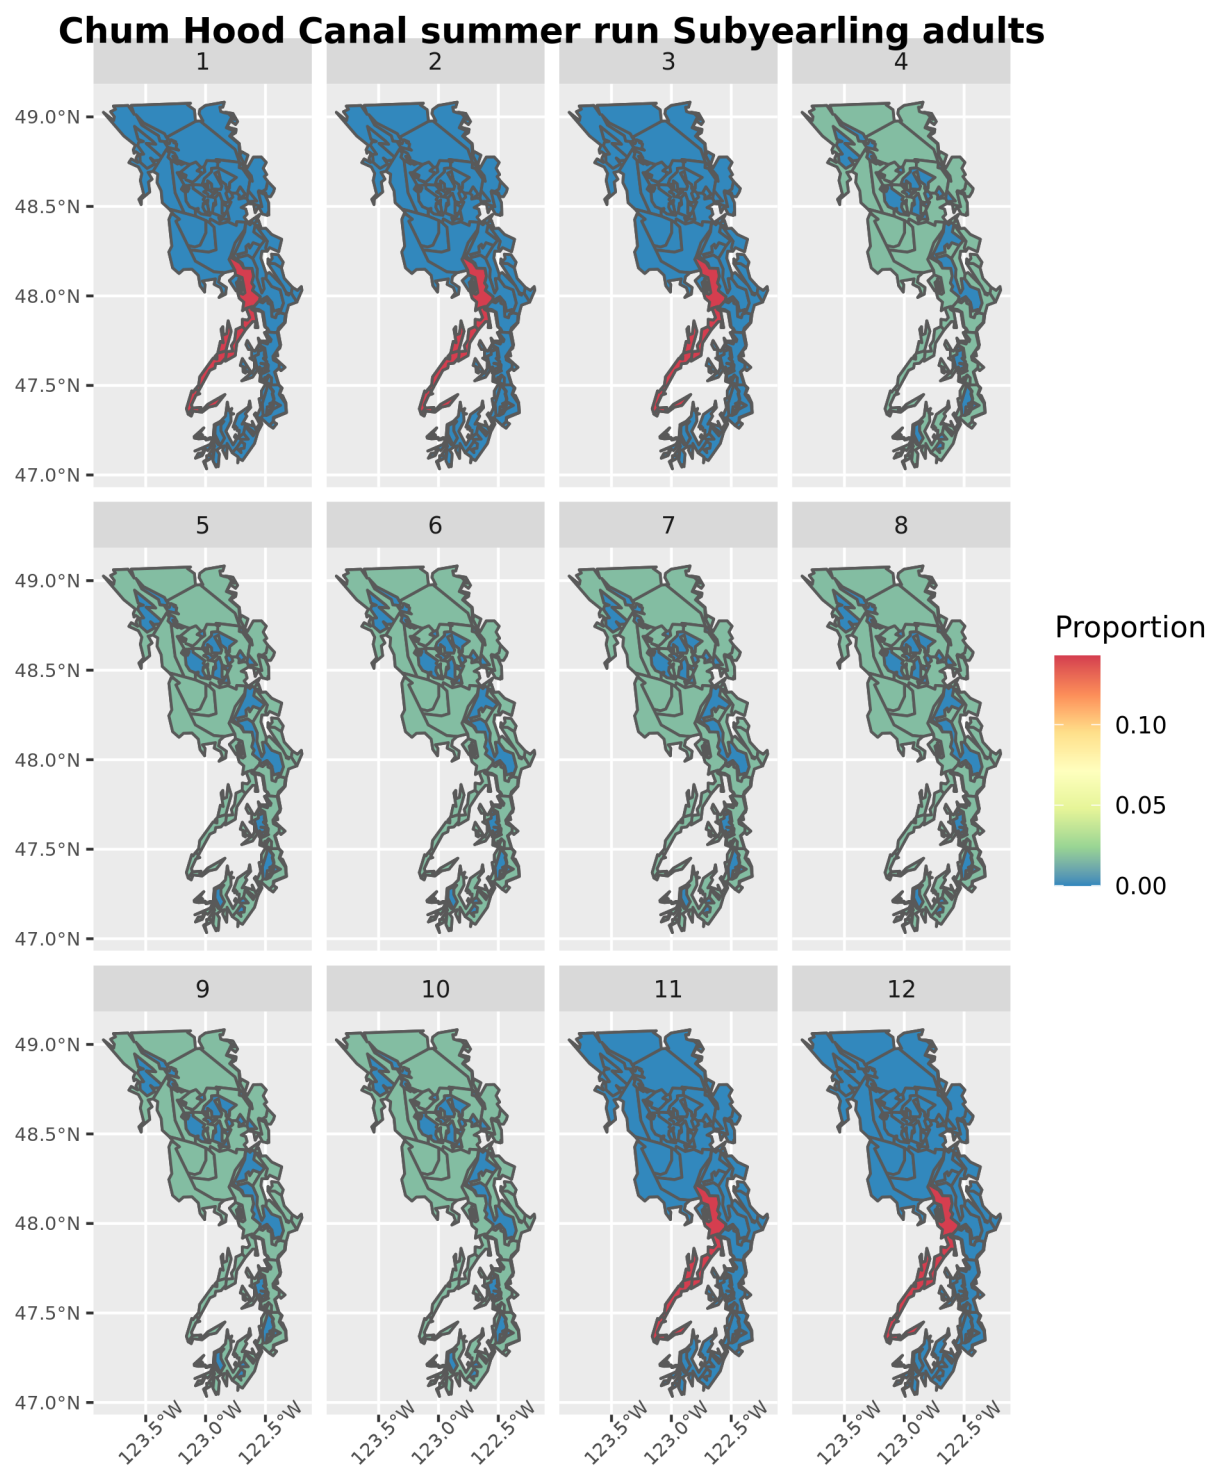 Chum Hood Canal summer run Subyearling adults
1 2 3 4
49.0°N
48.5°N
48.0°N
47.5°N
47.0°N
5 6 7 8
49.0°N
48.5°N
48.0°N
47.5°N
47.0°N
Proportion
0.10
0.05
0.00
9 10 11 12
49.0°N
48.5°N
48.0°N
47.5°N
47.0°N
123.5°W 123.0°W 122.5°W 123.5°W 123.0°W 122.5°W 123.5°W 123.0°W 122.5°W 123.5°W 123.0°W 122.5°W